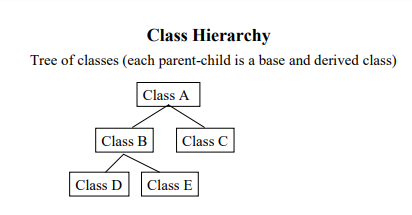 Class Hierarchy
Tree of classes (each parent-child is a base and derived class)
Class A
Class B
Class C
Class D
Class E